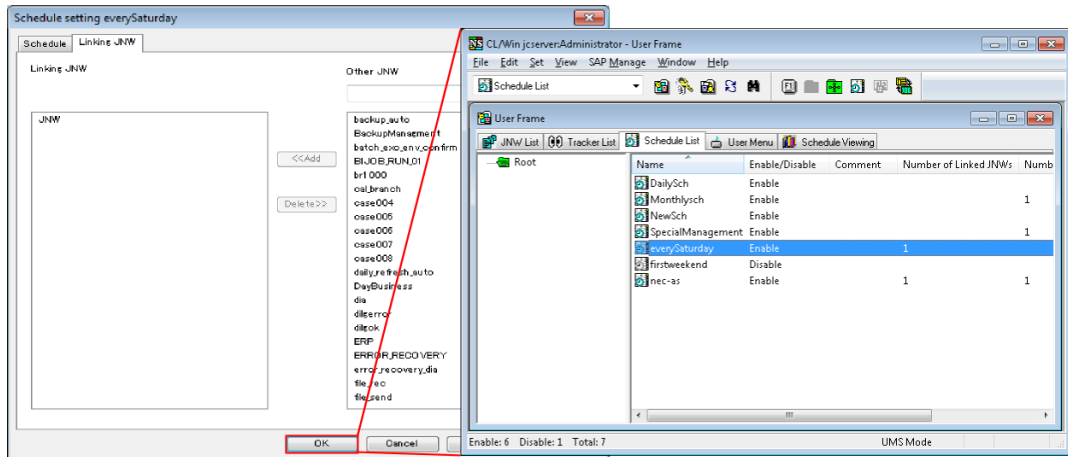 Schedule setting everySaturday
Schedule Linking JNW
Linking JNW
Other JNW
JNW
<<Add
Delete>>
backup_auto
BackupManagement
batch_exc_env_confirm
BIJOB_RUN_01
br1000
cal_branch
case004
case005
case006
case007
case008
daily_refresh_auto
DayBusiness
dia
dilserror
dilsok
ERP
ERROR_RECOVERY
error_recovery_dia
file_rec
file_send
OK Cancel
CL/Win jcserver:Administrator - User Frame
File Edit Set View SAP Manage Window Help
Schedule List
User Frame
JNW List Tracker List Schedule List User Menu Schedule Viewing
Root
Name Enable/Disable Comment Number of Linked JNWs Numb
DailySch Enable
Monthlysch Enable 1
NewSch Enable
SpecialManagement Enable 1
everySaturday Enable 1
firstweekend Disable
nec-as Enable 1 1
Enable: 6 Disable: 1 Total: 7 UMS Mode